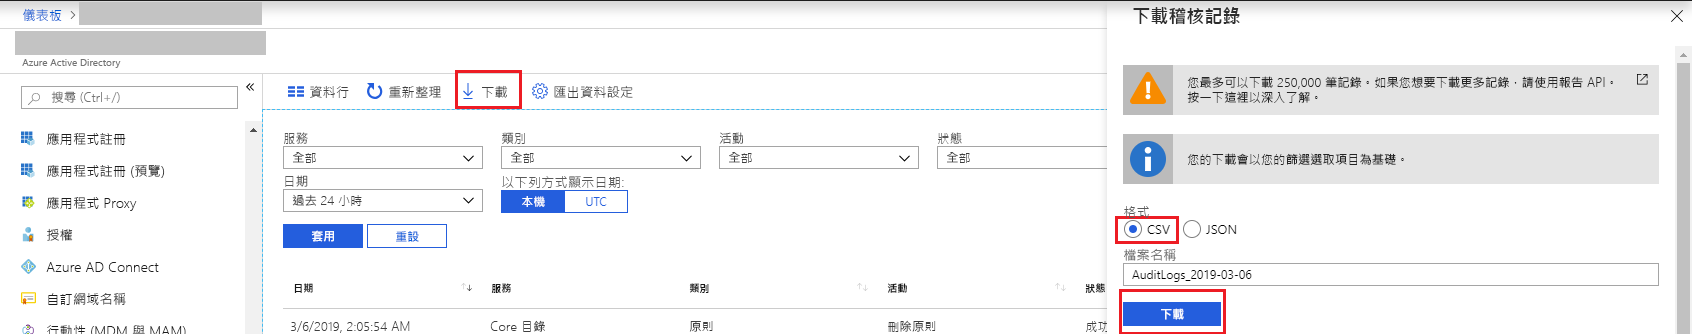 儀表板 >
Azure Active Directory
搜尋 (Ctrl+/)
«
應用程式註冊
應用程式註冊 (預覽)
應用程式 Proxy
授權
Azure AD Connect
自訂網域名稱
行動性 (MDM 與 MAM)
資料行 重新整理 下載 匯出資料設定
服務 類別 活動 狀態
全部 全部 全部 全部
日期 以下列方式顯示日期:
過去 24 小時 本機 UTC
套用 重設
日期 服務 類別 活動 狀態
3/6/2019, 2:05:54 AM Core 目錄 原則 刪除原則 成功
下載稽核記錄
您最多可以下載 250,000 筆記錄。如果您想要下載更多記錄，請使用報告 API。
按一下這裡以深入了解。
您的下載會以您的篩選選取項目為基礎。
格式
CSV JSON
檔案名稱
AuditLogs_2019-03-06
下載